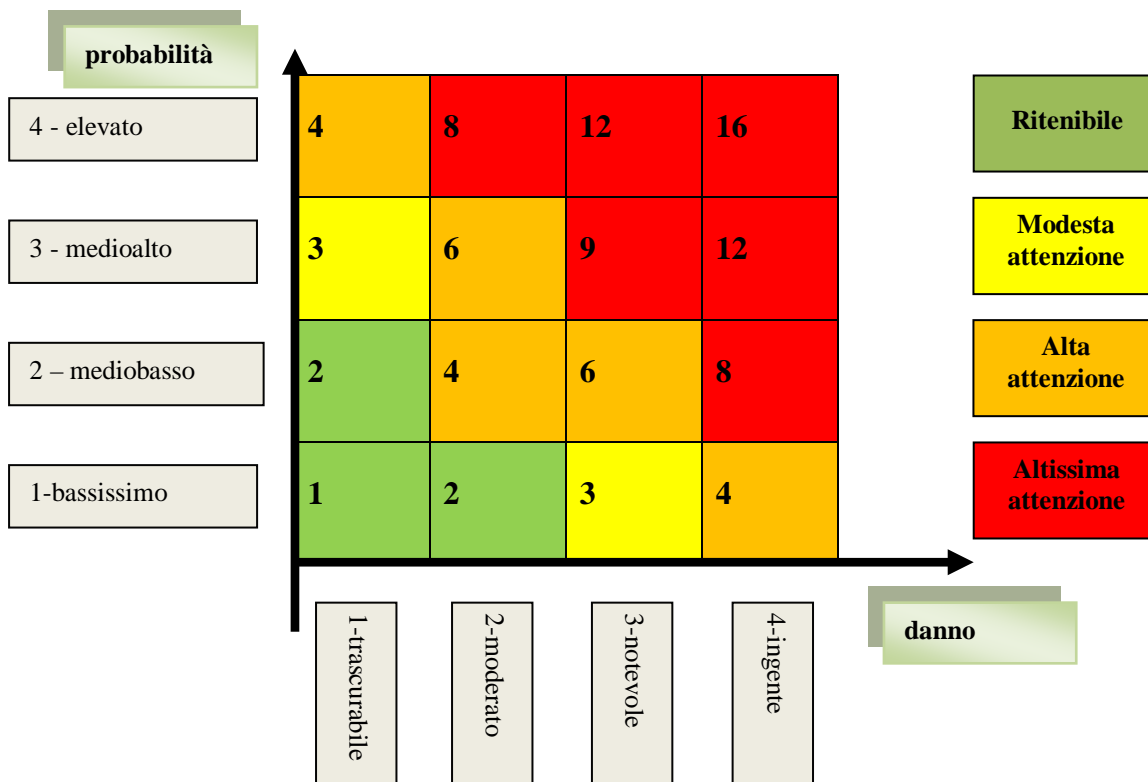 probabilità
4 - elevato
4
8
12
16
Ritenibile
3 - medioalto
3
6
9
12
Modesta
attenzione
2 – mediobasso
2
4
6
8
Alta
attenzione
1-bassissimo
1
2
3
4
Altissima
attenzione
1-trascurabile
2-moderato
3-notevole
4-ingente
danno